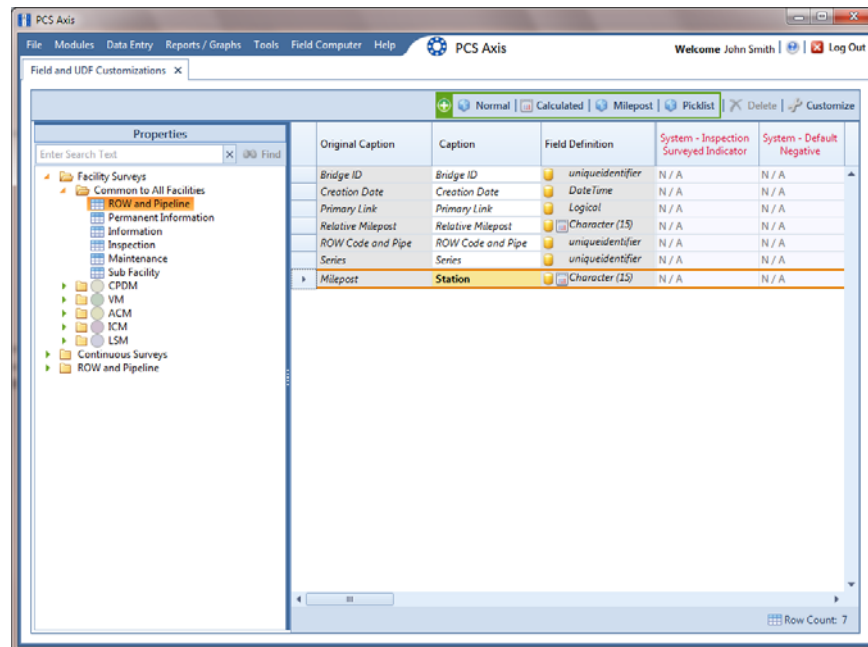 PCS Axis
File Modules Data Entry Reports / Graphs Tools Field Computer Help PCS Axis Welcome John Smith Log Out
Field and UDF Customizations X
Normal Calculated Milepost Picklist Delete Customize
Properties
Enter Search Text Find
Facility Surveys
Common to All Facilities
ROW and Pipeline
Permanent Information
Information
Inspection
Maintenance
Sub Facility
CPDM
VM
ACM
ICM
LSM
Continuous Surveys
ROW and Pipeline
Original Caption Caption Field Definition System - Inspection Surveyed Indicator System - Default Negative
Bridge ID Bridge ID uniqueidentifier N / A N / A
Creation Date Creation Date DateTime N / A N / A
Primary Link Primary Link Logical N / A N / A
Relative Milepost Relative Milepost Character (15) N / A N / A
ROW Code and Pipe ROW Code and Pipe uniqueidentifier N / A N / A
Series Series uniqueidentifier N / A N / A
Milepost Station Character (15) N / A N / A
Row Count: 7